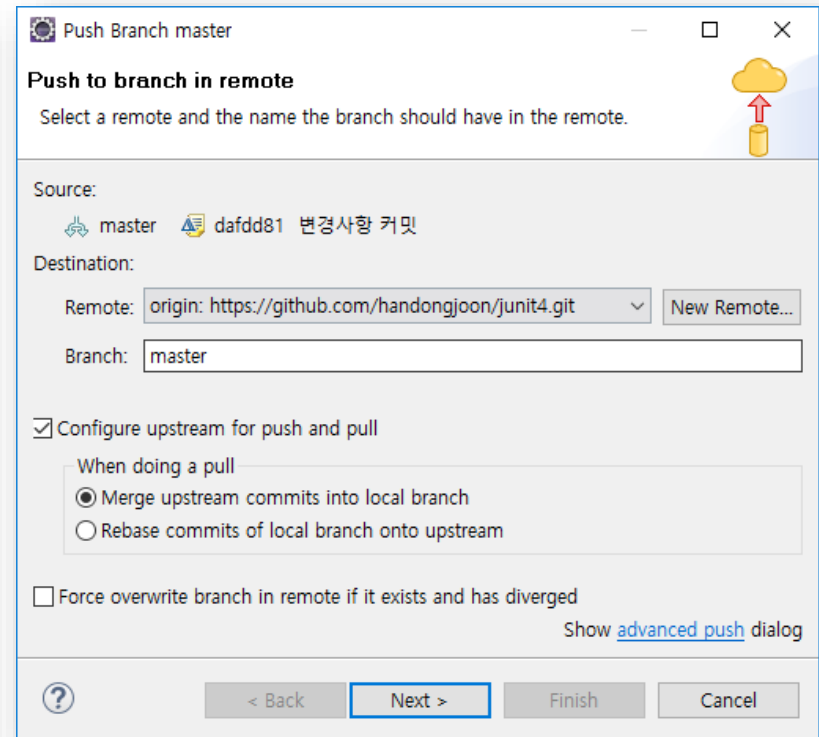 Push Branch master
Push to branch in remote
Select a remote and the name the branch should have in the remote.
Source:
master dafdd81 변경사항 커밋
Destination:
Remote: origin: https://github.com/handongjoon/junit4.git New Remote...
Branch: master
Configure upstream for push and pull
When doing a pull
Merge upstream commits into local branch
Rebase commits of local branch onto upstream
Force overwrite branch in remote if it exists and has diverged
Show advanced push dialog
? < Back Next > Finish Cancel